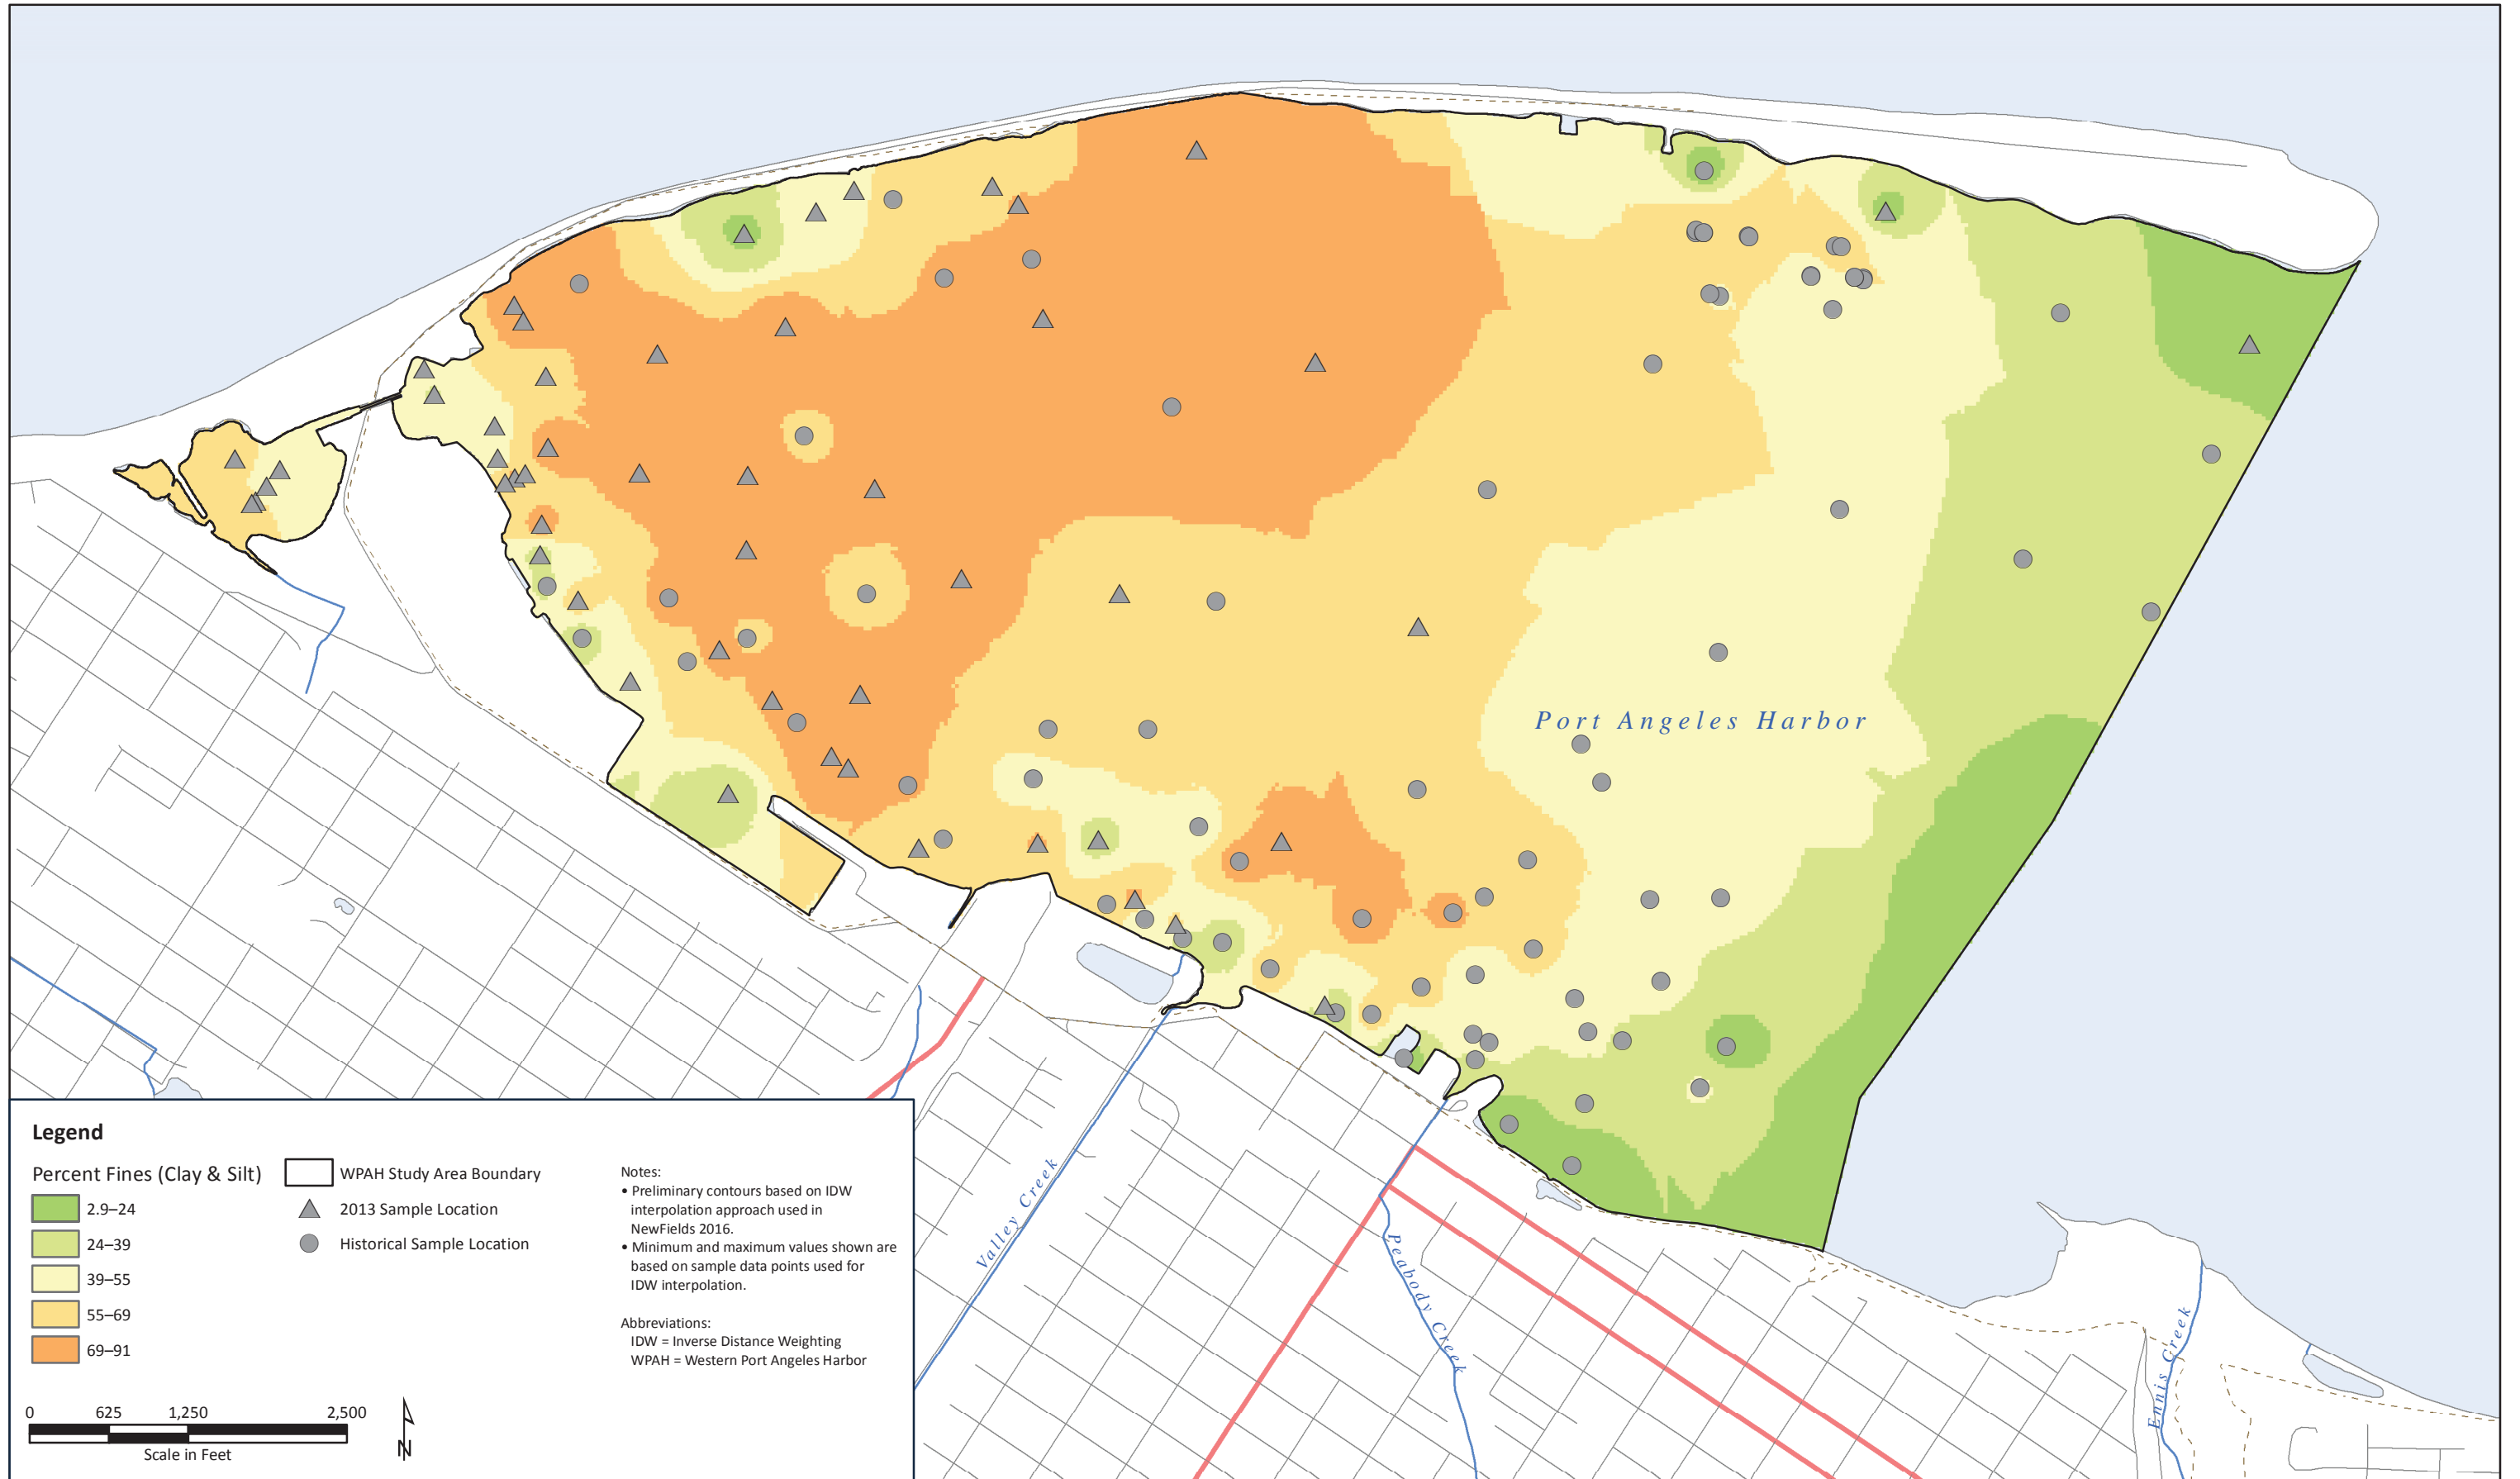 Port Angeles Harbor
Valley Creek
Peabody Creek
Ennis Creek
Legend
Percent Fines (Clay & Silt)
2.9–24
24–39
39–55
55–69
69–91
WPAH Study Area Boundary
2013 Sample Location
Historical Sample Location
Notes:
• Preliminary contours based on IDW
interpolation approach used in
NewFields 2016.
• Minimum and maximum values shown are
based on sample data points used for
IDW interpolation.
Abbreviations:
IDW = Inverse Distance Weighting
WPAH = Western Port Angeles Harbor
0 625 1,250 2,500
Scale in Feet
N